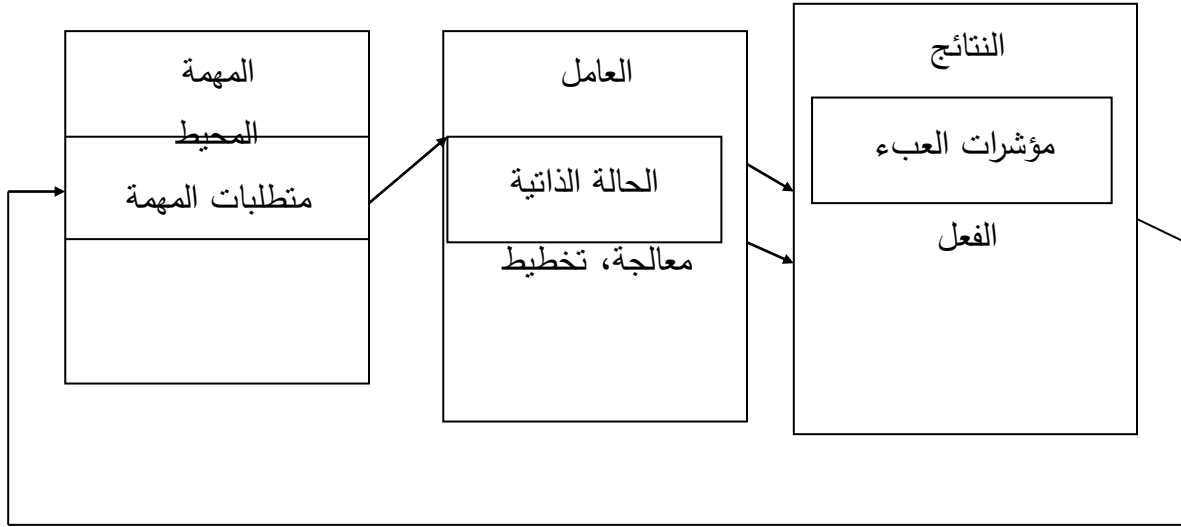 المهمة
المحيط
متطلبات المهمة
العامل
الحالة الذاتية
معالجة، تخطيط
النتائج
مؤشرات العبء
الفعل